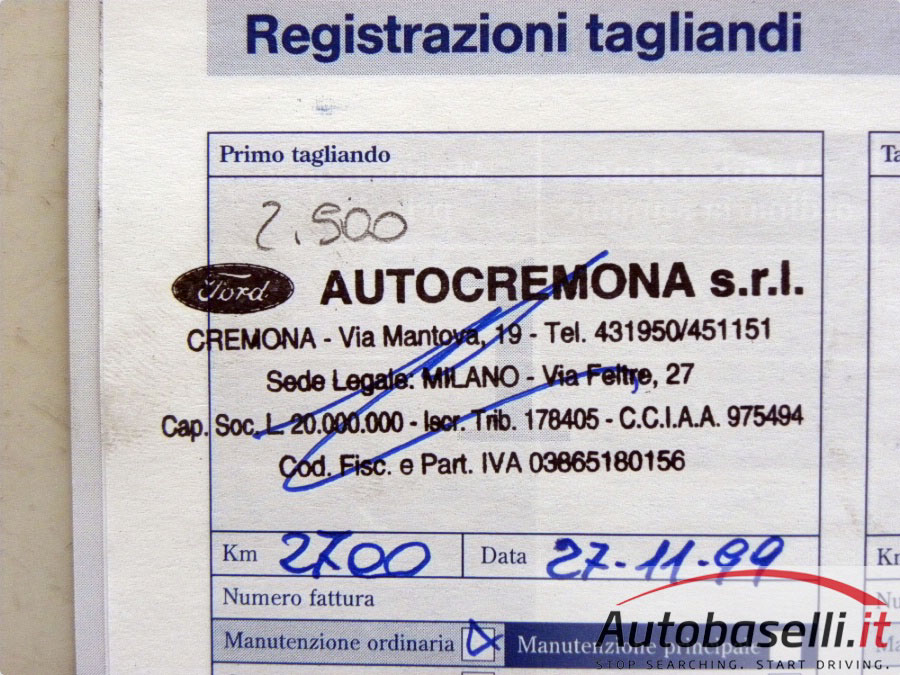 Registrazioni tagliandi
Primo tagliando
2.500
Ford AUTOCREMONA s.r.l.
CREMONA - Via Mantova, 19 - Tel. 431950/451151
Sede Legale: MILANO - Via Feltre, 27
Cap. Soc. L. 20.000.000 - Iscr. Trib. 178405 - C.C.I.A.A. 975494
Cod. Fisc. e Part. IVA 03865180156
Km 2700 Data 27-11-99
Numero fattura
Manutenzione ordinaria Manutenzione principale
Autobaselli.it
STOP SEARCHING. START DRIVING.